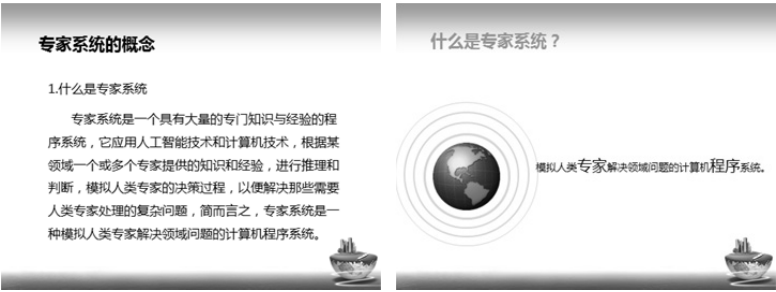 专家系统的概念
1.什么是专家系统
专家系统是一个具有大量的专门知识与经验的程
序系统，它应用人工智能技术和计算机技术，根据某
领域一个或多个专家提供的知识和经验，进行推理和
判断，模拟人类专家的决策过程，以便解决那些需要
人类专家处理的复杂问题，简而言之，专家系统是一
种模拟人类专家解决领域问题的计算机程序系统。
什么是专家系统？
模拟人类专家解决领域问题的计算机程序系统。